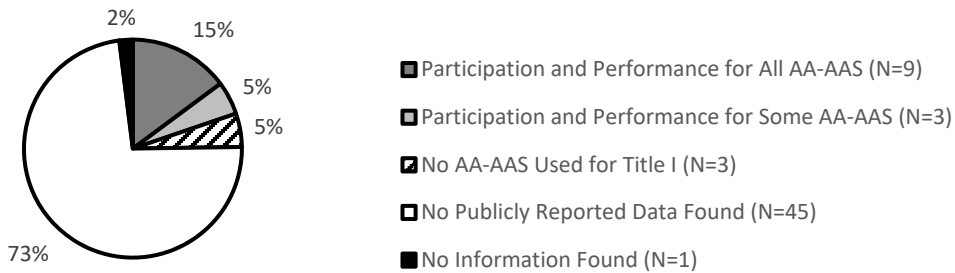 2%
15%
5%
5%
73%
Participation and Performance for All AA-AAS (N=9)
Participation and Performance for Some AA-AAS (N=3)
No AA-AAS Used for Title I (N=3)
No Publicly Reported Data Found (N=45)
No Information Found (N=1)